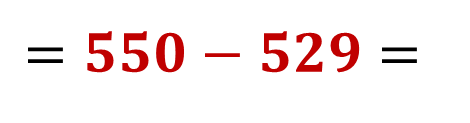 = 550 − 529 =